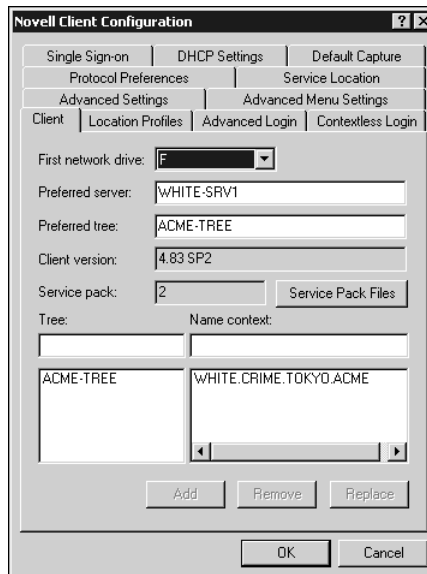 Novell Client Configuration
Single Sign-on DHCP Settings Default Capture
Protocol Preferences Service Location
Advanced Settings Advanced Menu Settings
Client Location Profiles Advanced Login Contextless Login
First network drive: F
Preferred server: WHITE-SRV1
Preferred tree: ACME-TREE
Client version: 4.83 SP2
Service pack: 2 Service Pack Files
Tree: Name context:
ACME-TREE WHITE.CRIME.TOKYO.ACME
Add Remove Replace
OK Cancel